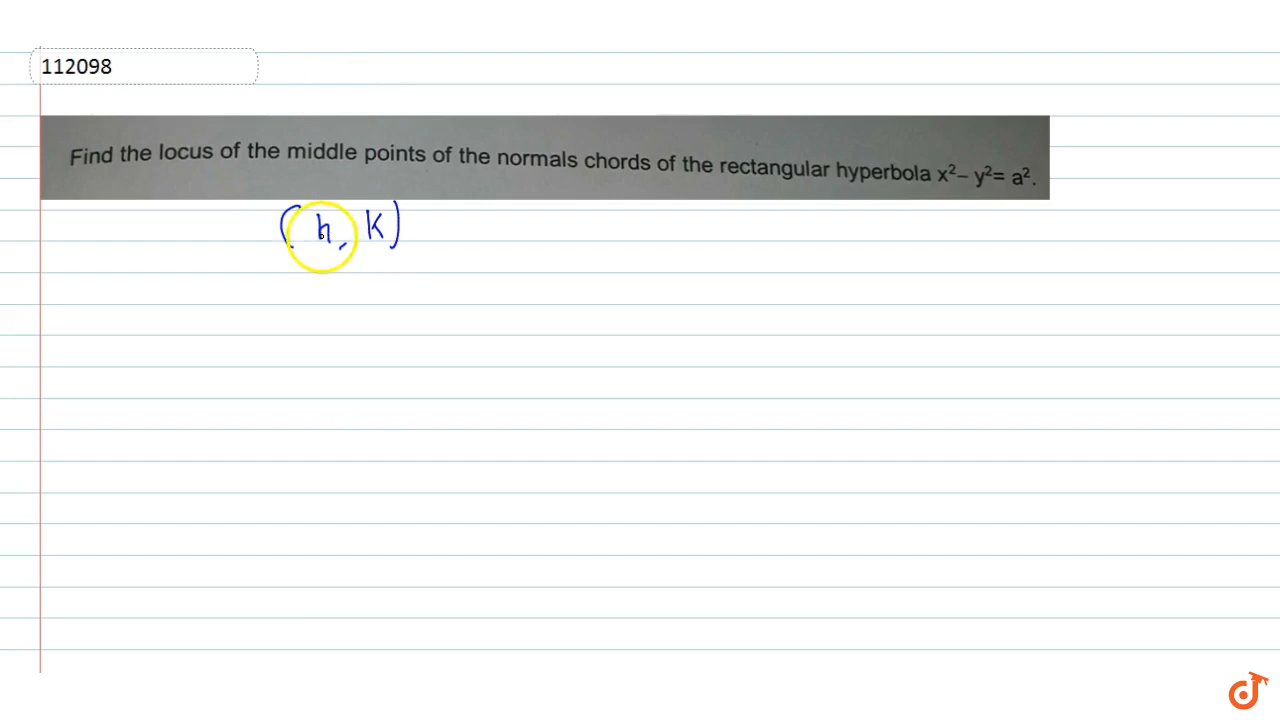 112098
Find the locus of the middle points of the normals chords of the rectangular hyperbola x²– y²= a².
(h, k)